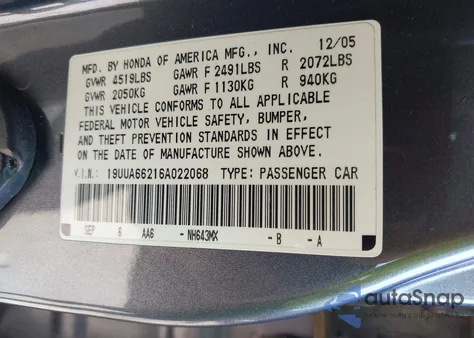 MFD. BY HONDA OF AMERICA MFG., INC. 12/05
GVWR 4519LBS GAWR F 2491LBS R 2072LBS
GVWR 2050KG GAWR F 1130KG R 940KG
THIS VEHICLE CONFORMS TO ALL APPLICABLE
FEDERAL MOTOR VEHICLE SAFETY, BUMPER,
AND THEFT PREVENTION STANDARDS IN EFFECT
ON THE DATE OF MANUFACTURE SHOWN ABOVE.
V.I.N.: 19UUA66216A022068 TYPE: PASSENGER CAR
SEP 6 AA6 -NH643MX -B -A
autoSnap